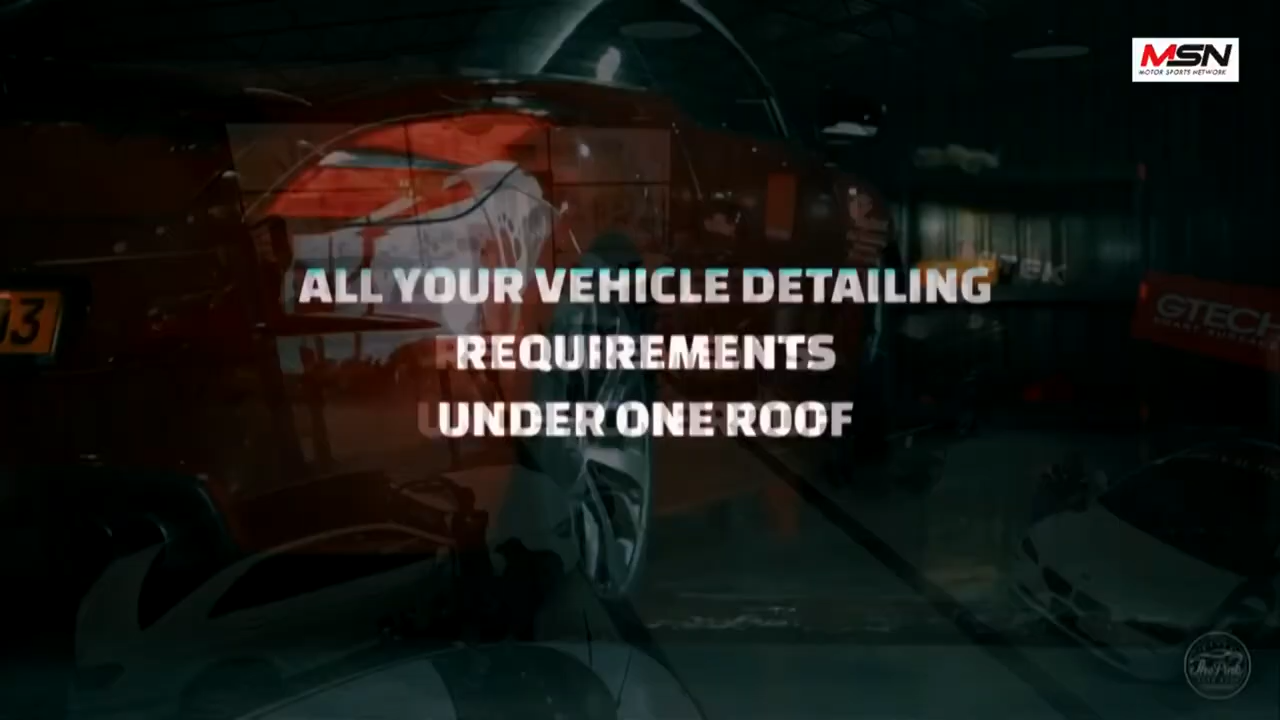 MSN
MOTOR SPORTS NETWORK
ALL YOUR VEHICLE DETAILING
REQUIREMENTS
UNDER ONE ROOF
GTECH